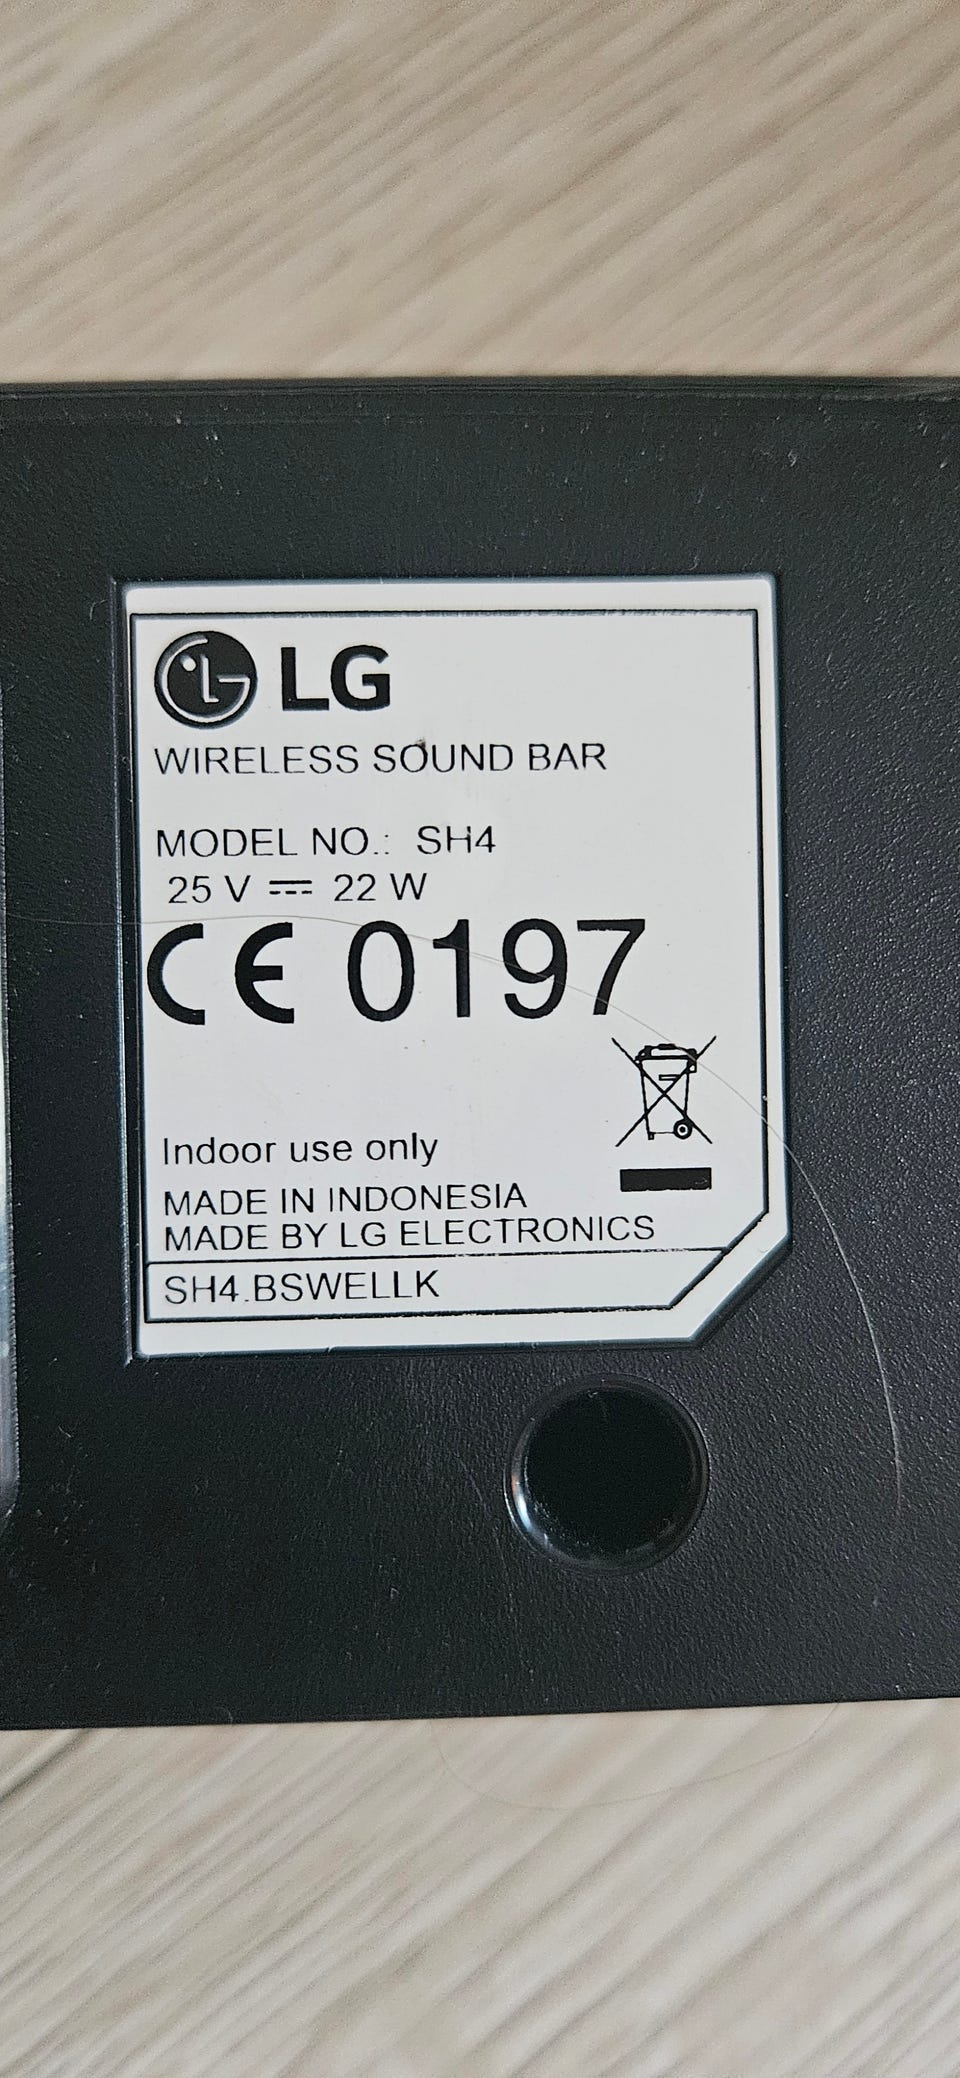 LG
WIRELESS SOUND BAR
MODEL NO.: SH4
25 V ⎓ 22 W
CE 0197
Indoor use only
MADE IN INDONESIA
MADE BY LG ELECTRONICS
SH4.BSWELLK